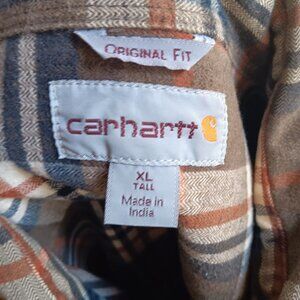 ORIGINAL FIT
carhartt
XL
TALL
Made in
India